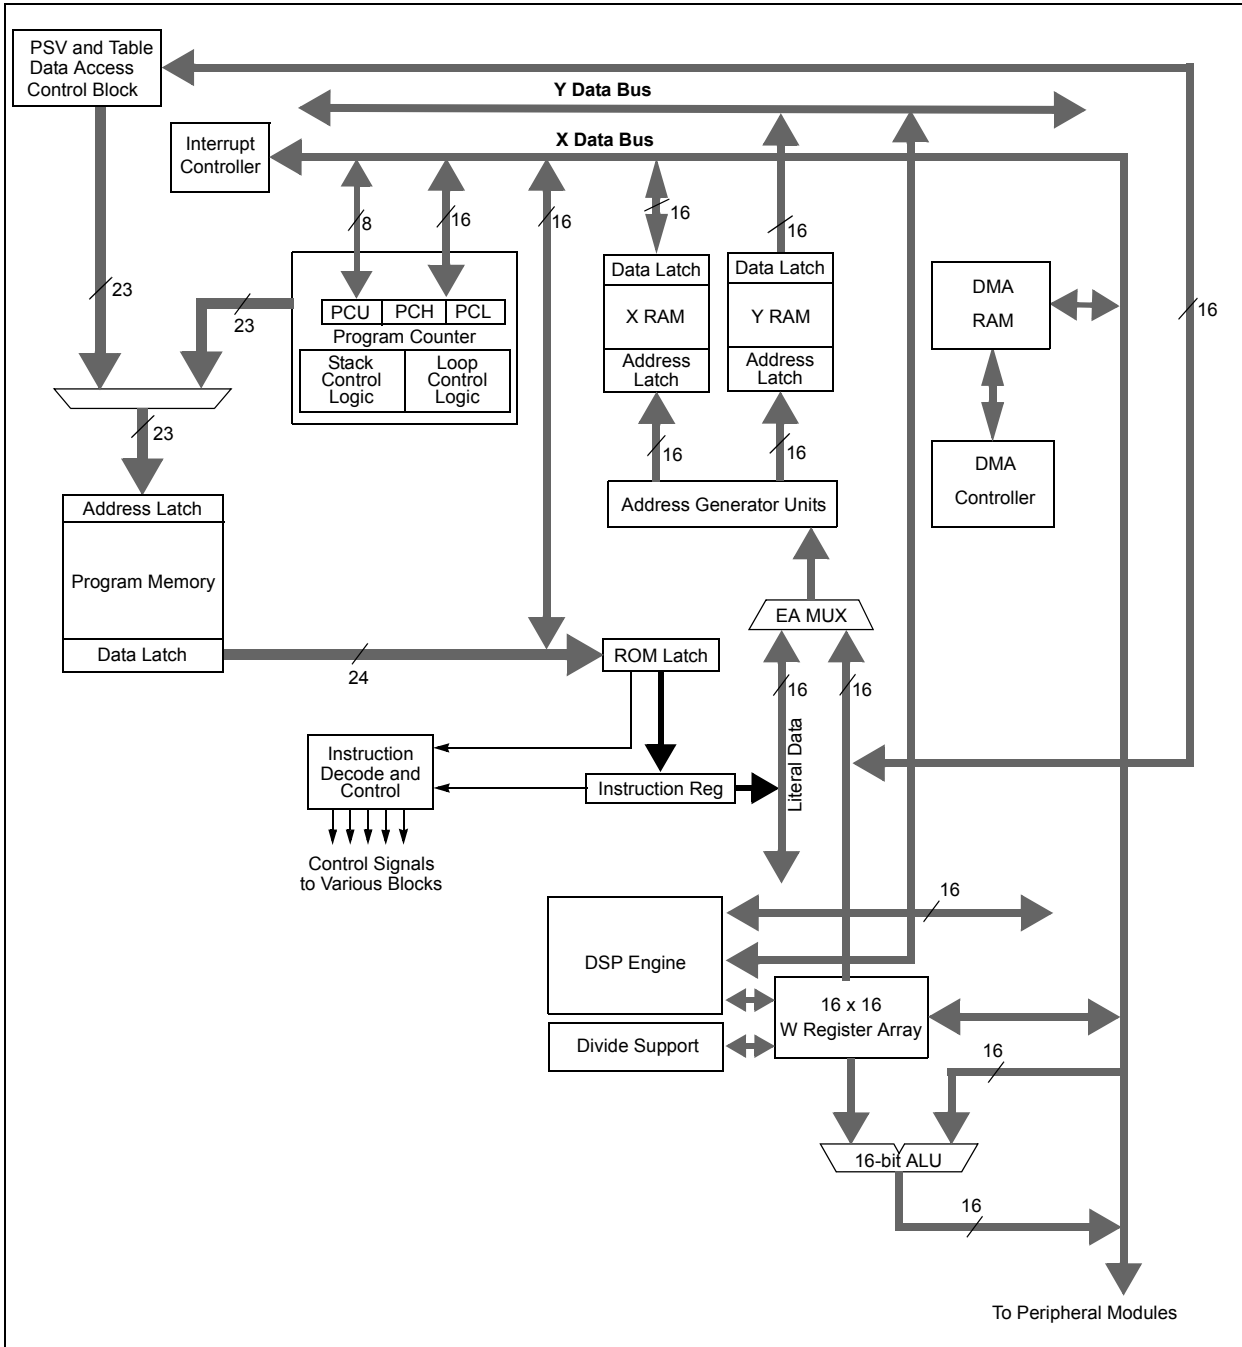 PSV and Table
Data Access
Control Block
Y Data Bus
Interrupt
Controller
X Data Bus
8
16
16
16
16
23
23
16
PCU
PCH
PCL
Program Counter
Stack
Control
Logic
Loop
Control
Logic
Data Latch
X RAM
Address
Latch
Data Latch
Y RAM
Address
Latch
DMA
RAM
23
16
16
DMA
Controller
Address Generator Units
Address Latch
Program Memory
Data Latch
24
EA MUX
ROM Latch
16
16
Literal Data
Instruction
Decode and
Control
Instruction Reg
Control Signals
to Various Blocks
16
DSP Engine
16 x 16
W Register Array
Divide Support
16
16-bit ALU
16
To Peripheral Modules